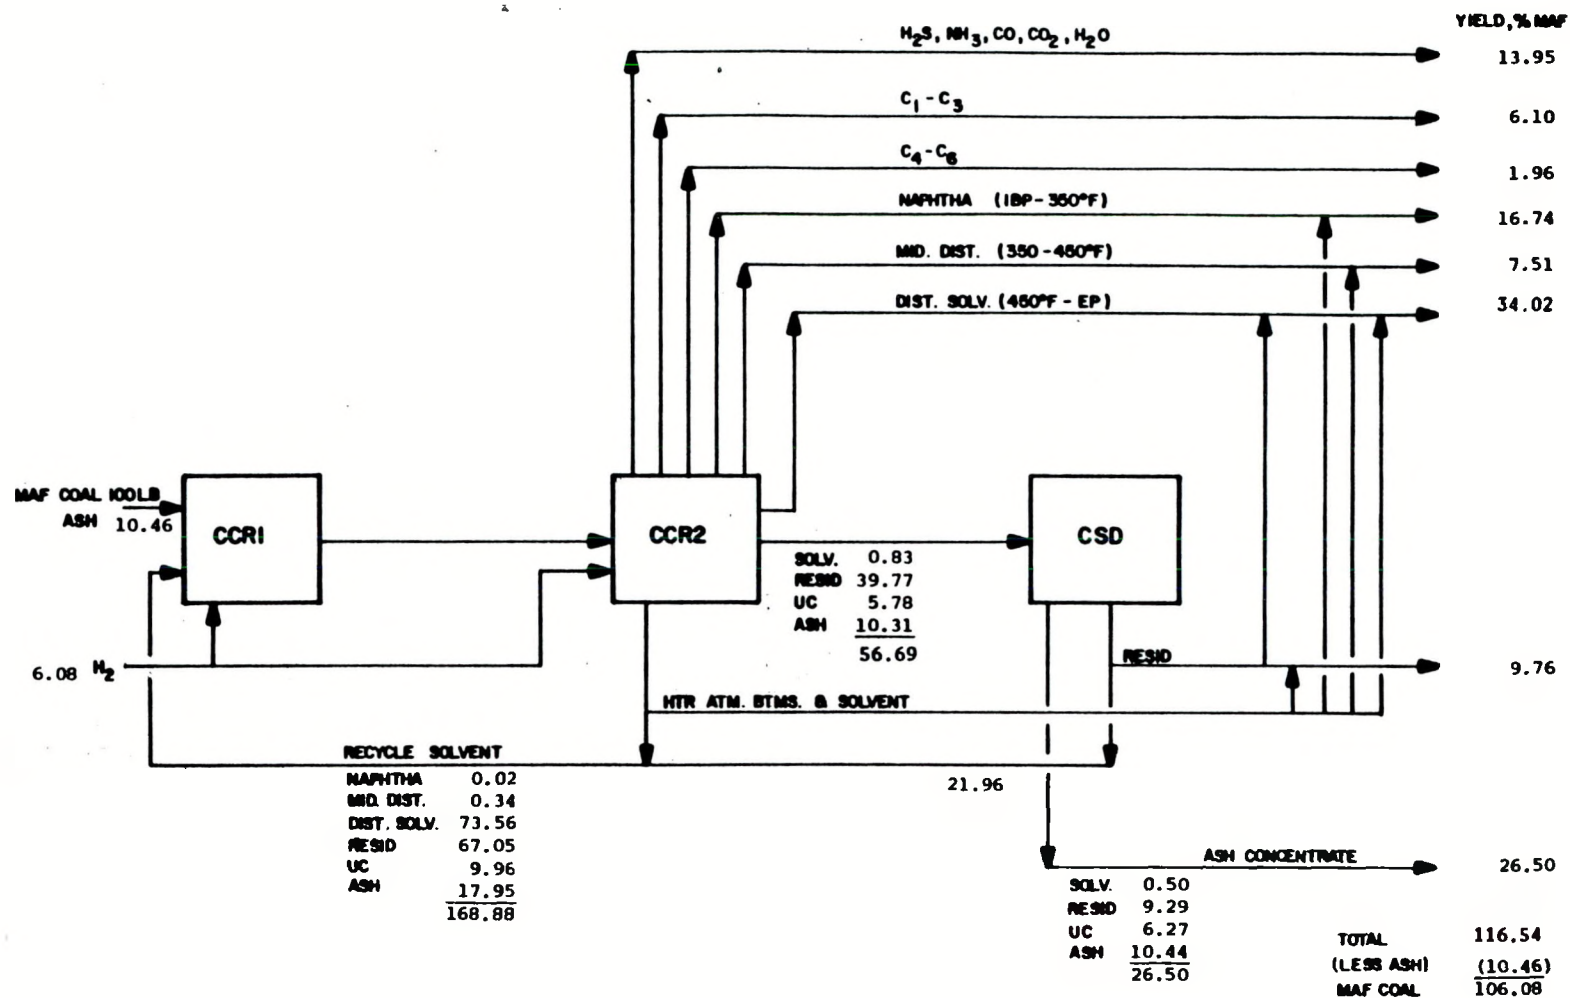 YIELD, % MAF
H2S, NH3, CO, CO2, H2O 13.95
C1 - C3 6.10
C4 - C6 1.96
NAPHTHA (IBP - 350°F) 16.74
MID. DIST. (350 - 450°F) 7.51
DIST. SOLV. (450°F - EP) 34.02
MAF COAL 100LB
ASH 10.46
CCR1
CCR2
CSD
SOLV. 0.83
RESID 39.77
UC 5.78
ASH 10.31
56.69
6.08 H2
RESID 9.76
HTR ATM. BTMS. & SOLVENT
RECYCLE SOLVENT
NAPHTHA 0.02
MID. DIST. 0.34
DIST. SOLV. 73.56
RESID 67.05
UC 9.96
ASH 17.95
168.88
21.96
ASH CONCENTRATE 26.50
SOLV. 0.50
RESID 9.29
UC 6.27
ASH 10.44
26.50
TOTAL 116.54
(LESS ASH) (10.46)
MAF COAL 106.08